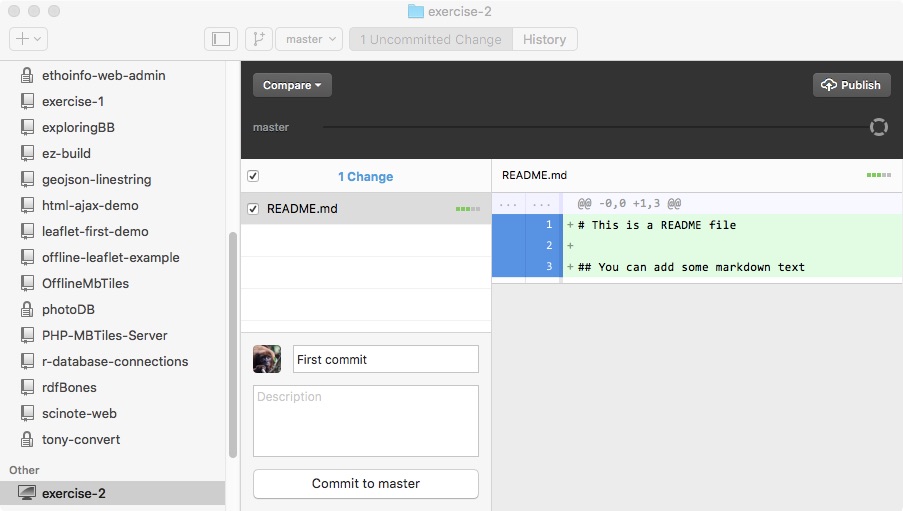 exercise-2
master
1 Uncommitted Change
History
ethoinfo-web-admin
exercise-1
exploringBB
ez-build
geojson-linestring
html-ajax-demo
leaflet-first-demo
offline-leaflet-example
OfflineMbTiles
photoDB
PHP-MBTiles-Server
r-database-connections
rdfBones
scinote-web
tony-convert
Other
exercise-2
Compare
Publish
master
1 Change
README.md
First commit
Description
Commit to master
README.md
... ... @@ -0,0 +1,3 @@
1 + # This is a README file
2 +
3 + ## You can add some markdown text